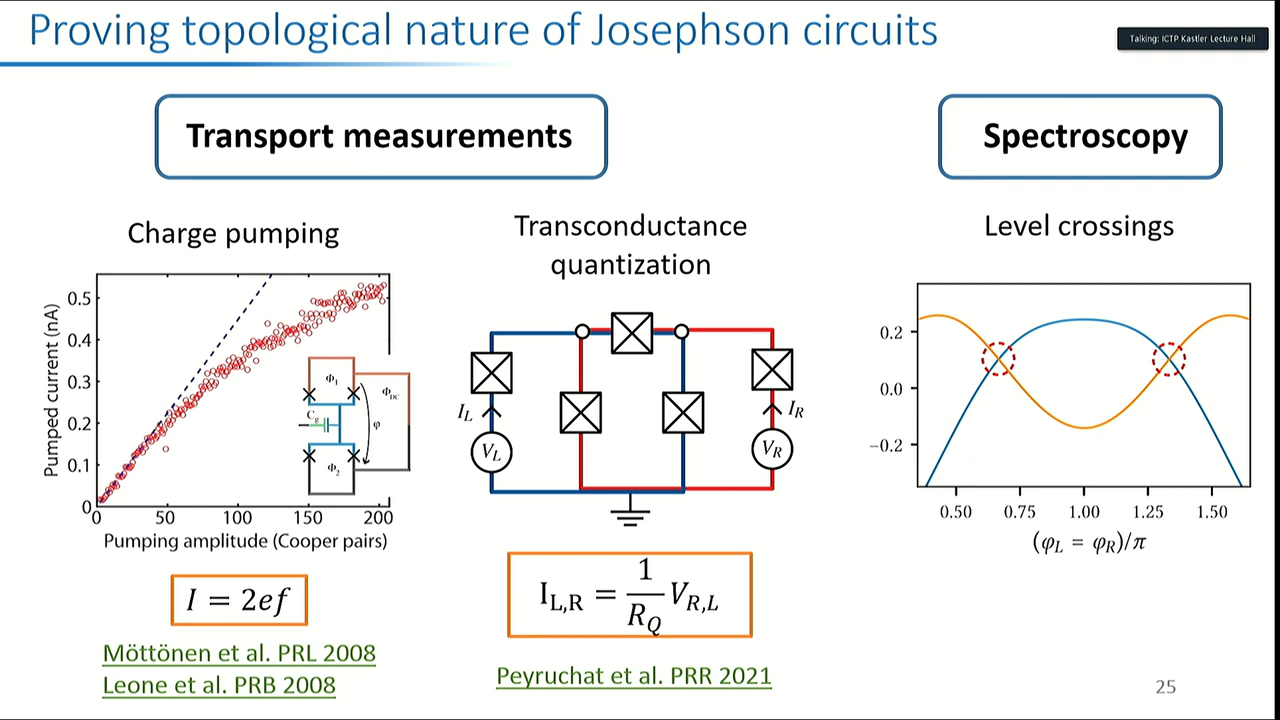 Proving topological nature of Josephson circuits
Talking: ICTP Kastler Lecture Hall
Transport measurements
Spectroscopy
Charge pumping
Transconductance
quantization
Level crossings
Pumped current (nA)
0.5
0.4
0.3
0.2
0.1
0
0 50 100 150 200
Pumping amplitude (Cooper pairs)
Φ₁
Φ_DC
C_g
φ
Φ₂
I_L
V_L
I_R
V_R
0.2
0.0
−0.2
0.50 0.75 1.00 1.25 1.50
(φ_L = φ_R)/π
I = 2ef
I_L,R = 1/R_Q V_R,L
Möttönen et al. PRL 2008
Leone et al. PRB 2008
Peyruchat et al. PRR 2021
25